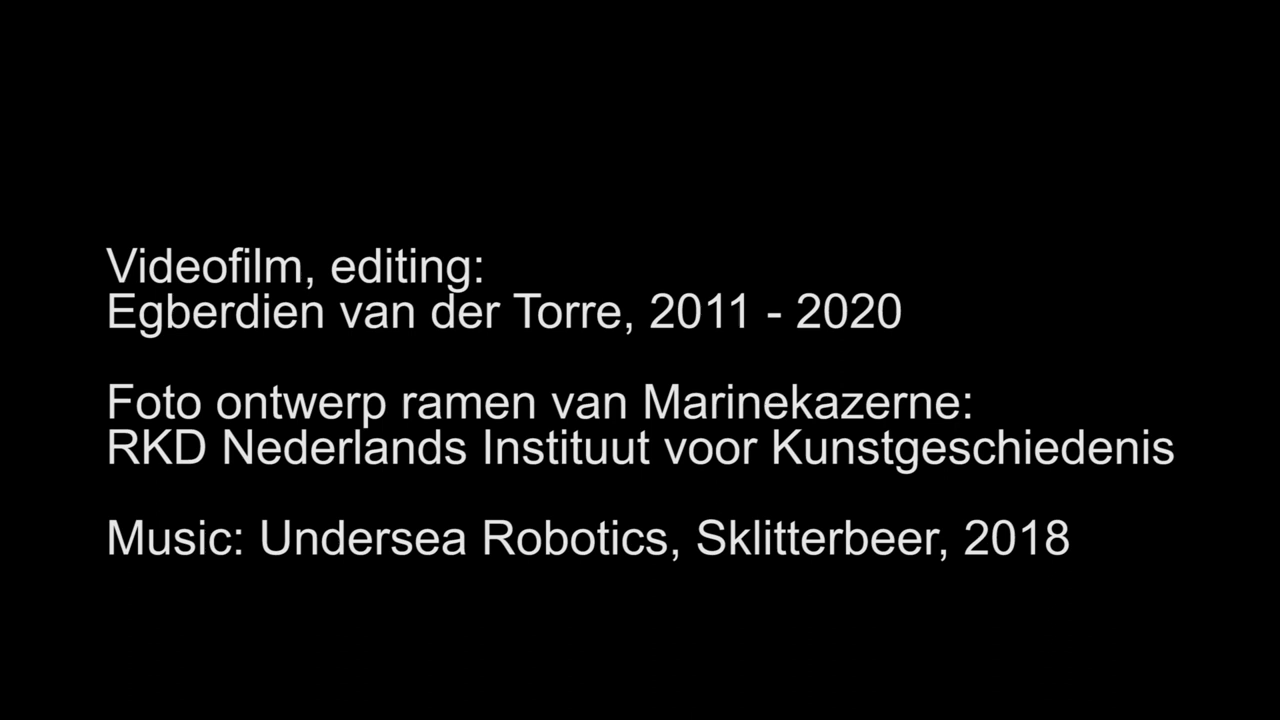 Videofilm, editing:
Egberdien van der Torre, 2011 - 2020
Foto ontwerp ramen van Marinekazerne:
RKD Nederlands Instituut voor Kunstgeschiedenis
Music: Undersea Robotics, Sklitterbeer, 2018